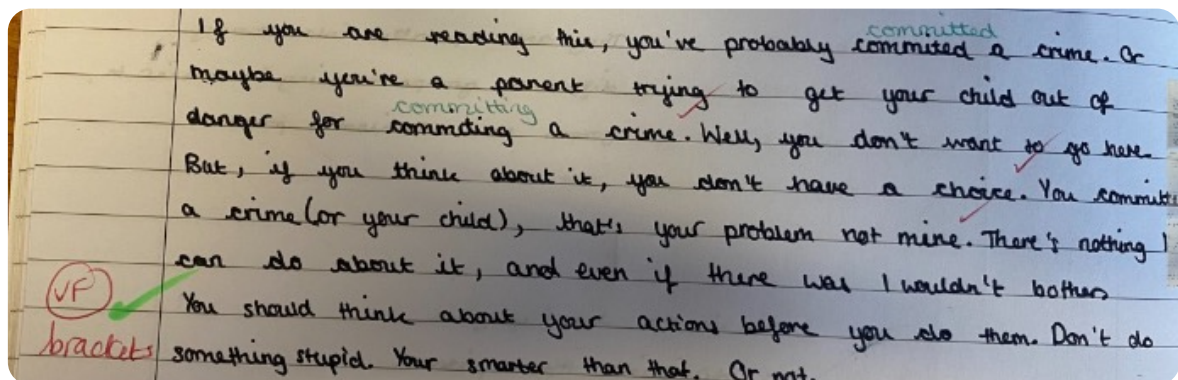 committed
If you are reading this, you've probably commuted a crime. Or
maybe you're a parent trying to get your child out of
committing
danger for commiting a crime. Well, you don't want to go here.
But, if you think about it, you don't have a choice. You
a crime (or your child), that's your problem not mine. There's nothing I
can do about it, and even if there was I wouldn't bother
VF
You should think about your actions before you do them. Don't do
brackets
something stupid. Your smarter than that. Or not.